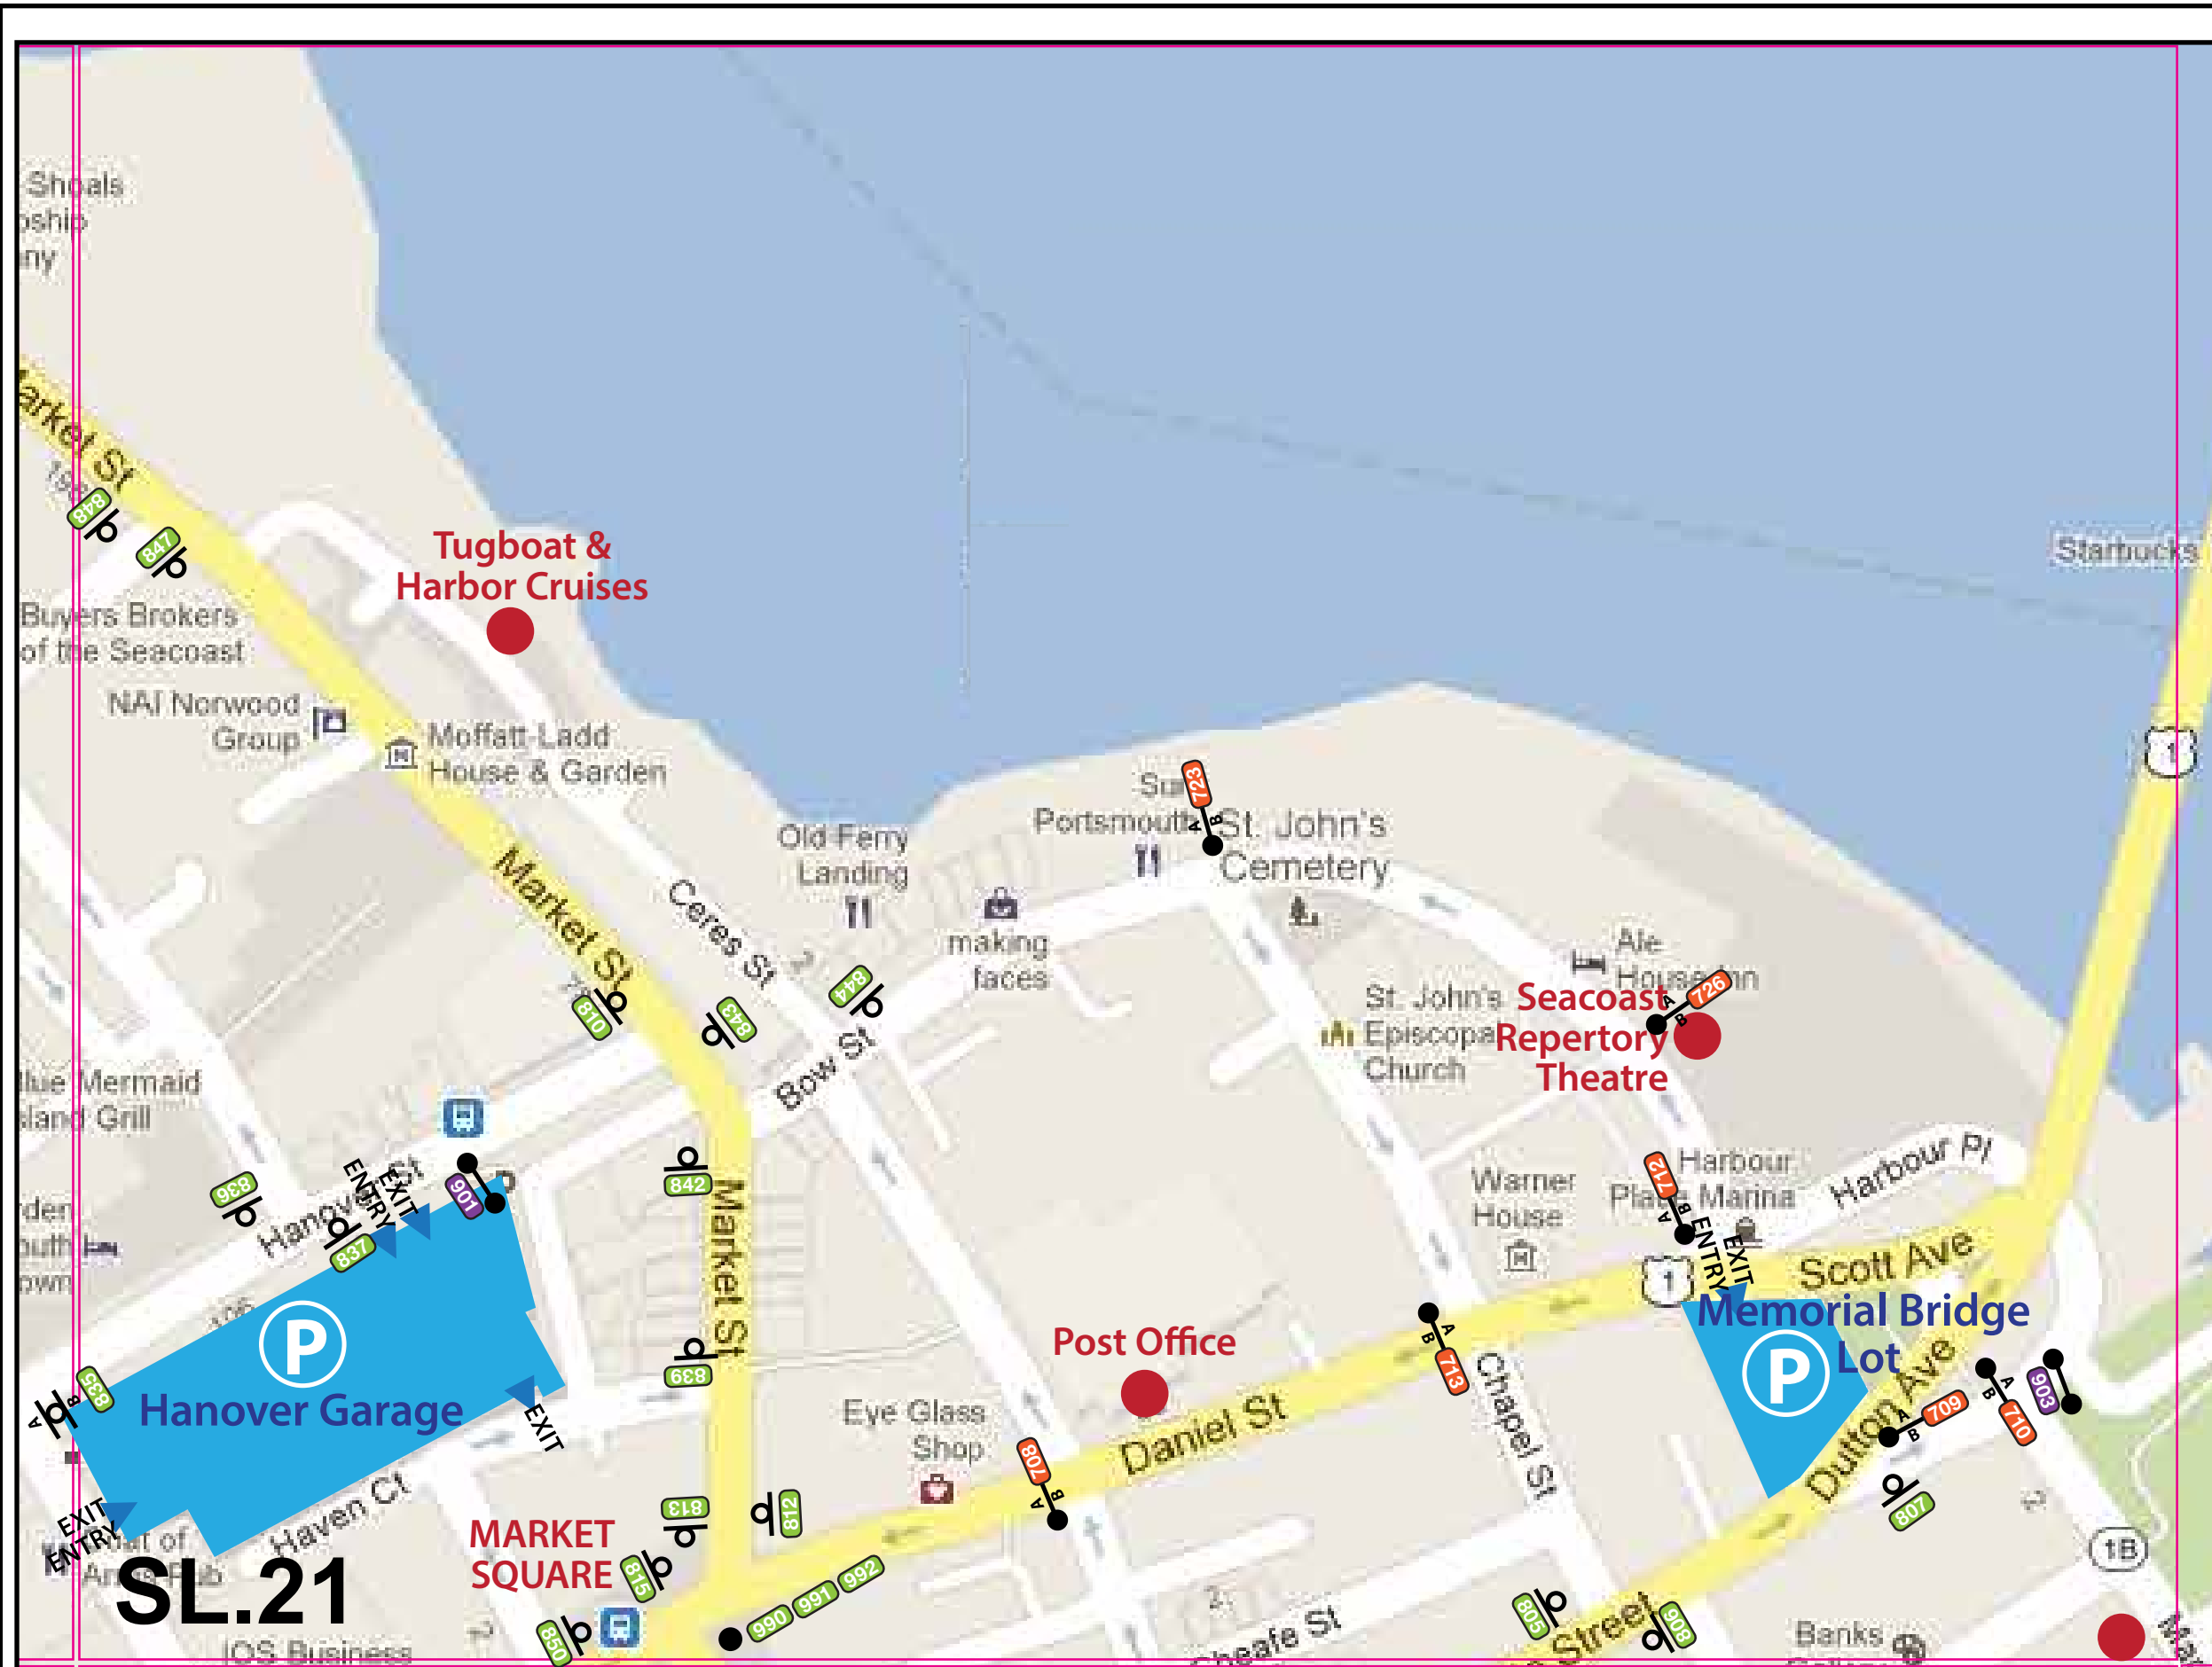 Shoals
Market St
848
847
Tugboat &
Harbor Cruises
Starbucks
Buyers Brokers
of the Seacoast
NAI Norwood
Group
Moffatt-Ladd
House & Garden
1
723
A B
Portsmouth
St. John's
Cemetery
Old Ferry
Landing
Market St
Ceres St
making
faces
810
843
844
Bow St
Ale
House Inn
726
A
B
St. John's
Episcopal
Church
Seacoast
Repertory
Theatre
Mermaid
Grill
836
Hanover St
ENTRY
EXIT
837
901
842
Market St
Warner
House
712
A B
Harbour
Place Marina
Harbour Pl
ENTRY
EXIT
1
Scott Ave
Memorial Bridge
Lot
P
Dutton Ave
P
Hanover Garage
835
A B
EXIT
839
Post Office
Eye Glass
Shop
708
A B
Daniel St
713
A
B
Chapel St
709
A
B
710
A
B
903
807
EXIT
ENTRY
Haven Ct
SL.21
MARKET
SQUARE
813
812
815
850
990 991 992
IOS Business
805
Street
908
Banks
1B